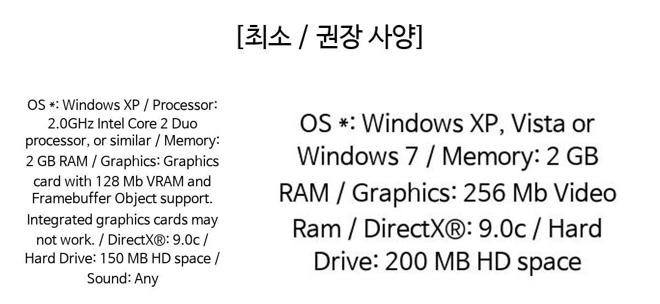 [최소 / 권장 사양]
OS *: Windows XP / Processor:
2.0GHz Intel Core 2 Duo
processor, or similar / Memory:
2 GB RAM / Graphics: Graphics
card with 128 Mb VRAM and
Framebuffer Object support.
Integrated graphics cards may
not work. / DirectX®: 9.0c /
Hard Drive: 150 MB HD space /
Sound: Any
OS *: Windows XP, Vista or
Windows 7 / Memory: 2 GB
RAM / Graphics: 256 Mb Video
Ram / DirectX®: 9.0c / Hard
Drive: 200 MB HD space